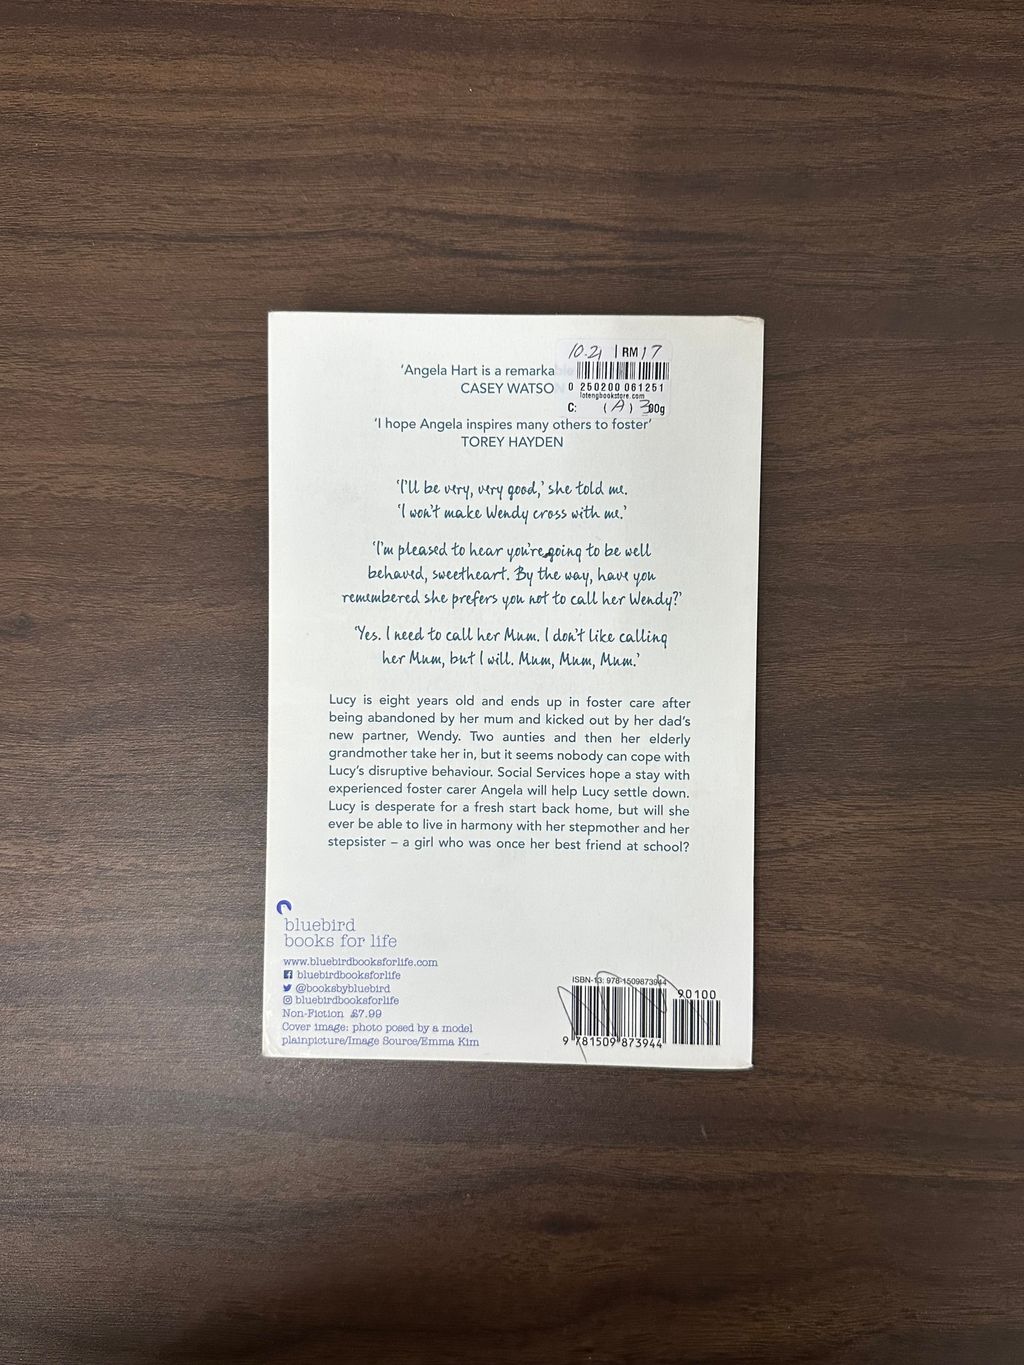 10.21 | RM 17
0 250200 061251
lotengbookstore.com
C: (A) 300g
'Angela Hart is a remarkable
CASEY WATSON
'I hope Angela inspires many others to foster'
TOREY HAYDEN
'I'll be very, very good,' she told me.
'I won't make Wendy cross with me.'
'I'm pleased to hear you're going to be well
behaved, sweetheart. By the way, have you
remembered she prefers you not to call her Wendy?'
'Yes. I need to call her Mum. I don't like calling
her Mum, but I will. Mum, Mum, Mum.'
Lucy is eight years old and ends up in foster care after
being abandoned by her mum and kicked out by her dad's
new partner, Wendy. Two aunties and then her elderly
grandmother take her in, but it seems nobody can cope with
Lucy's disruptive behaviour. Social Services hope a stay with
experienced foster carer Angela will help Lucy settle down.
Lucy is desperate for a fresh start back home, but will she
ever be able to live in harmony with her stepmother and her
stepsister – a girl who was once her best friend at school?
bluebird
books for life
www.bluebirdbooksforlife.com
bluebirdbooksforlife
@booksbybluebird
bluebirdbooksforlife
Non-Fiction £7.99
Cover image: photo posed by a model
plainpicture/Image Source/Emma Kim
ISBN-13: 978-1509873944
90100
9 781509 873944